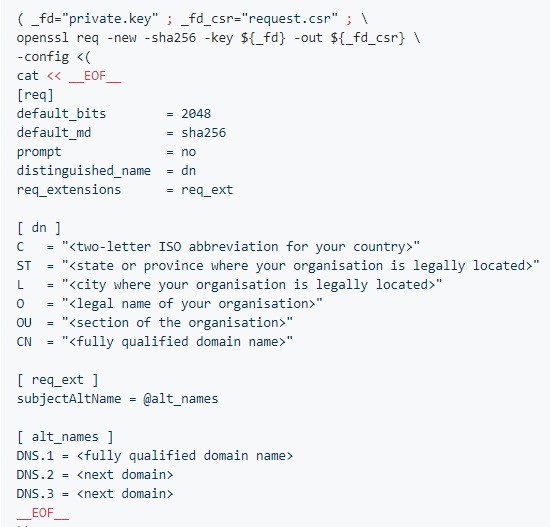 ( _fd="private.key" ; _fd_csr="request.csr" ; \
openssl req -new -sha256 -key ${_fd} -out ${_fd_csr} \
-config <(
cat << __EOF__
[req]
default_bits        = 2048
default_md          = sha256
prompt              = no
distinguished_name  = dn
req_extensions      = req_ext

[ dn ]
C   = "<two-letter ISO abbreviation for your country>"
ST  = "<state or province where your organisation is legally located>"
L   = "<city where your organisation is legally located>"
O   = "<legal name of your organisation>"
OU  = "<section of the organisation>"
CN  = "<fully qualified domain name>"

[ req_ext ]
subjectAltName = @alt_names

[ alt_names ]
DNS.1 = <fully qualified domain name>
DNS.2 = <next domain>
DNS.3 = <next domain>
__EOF__